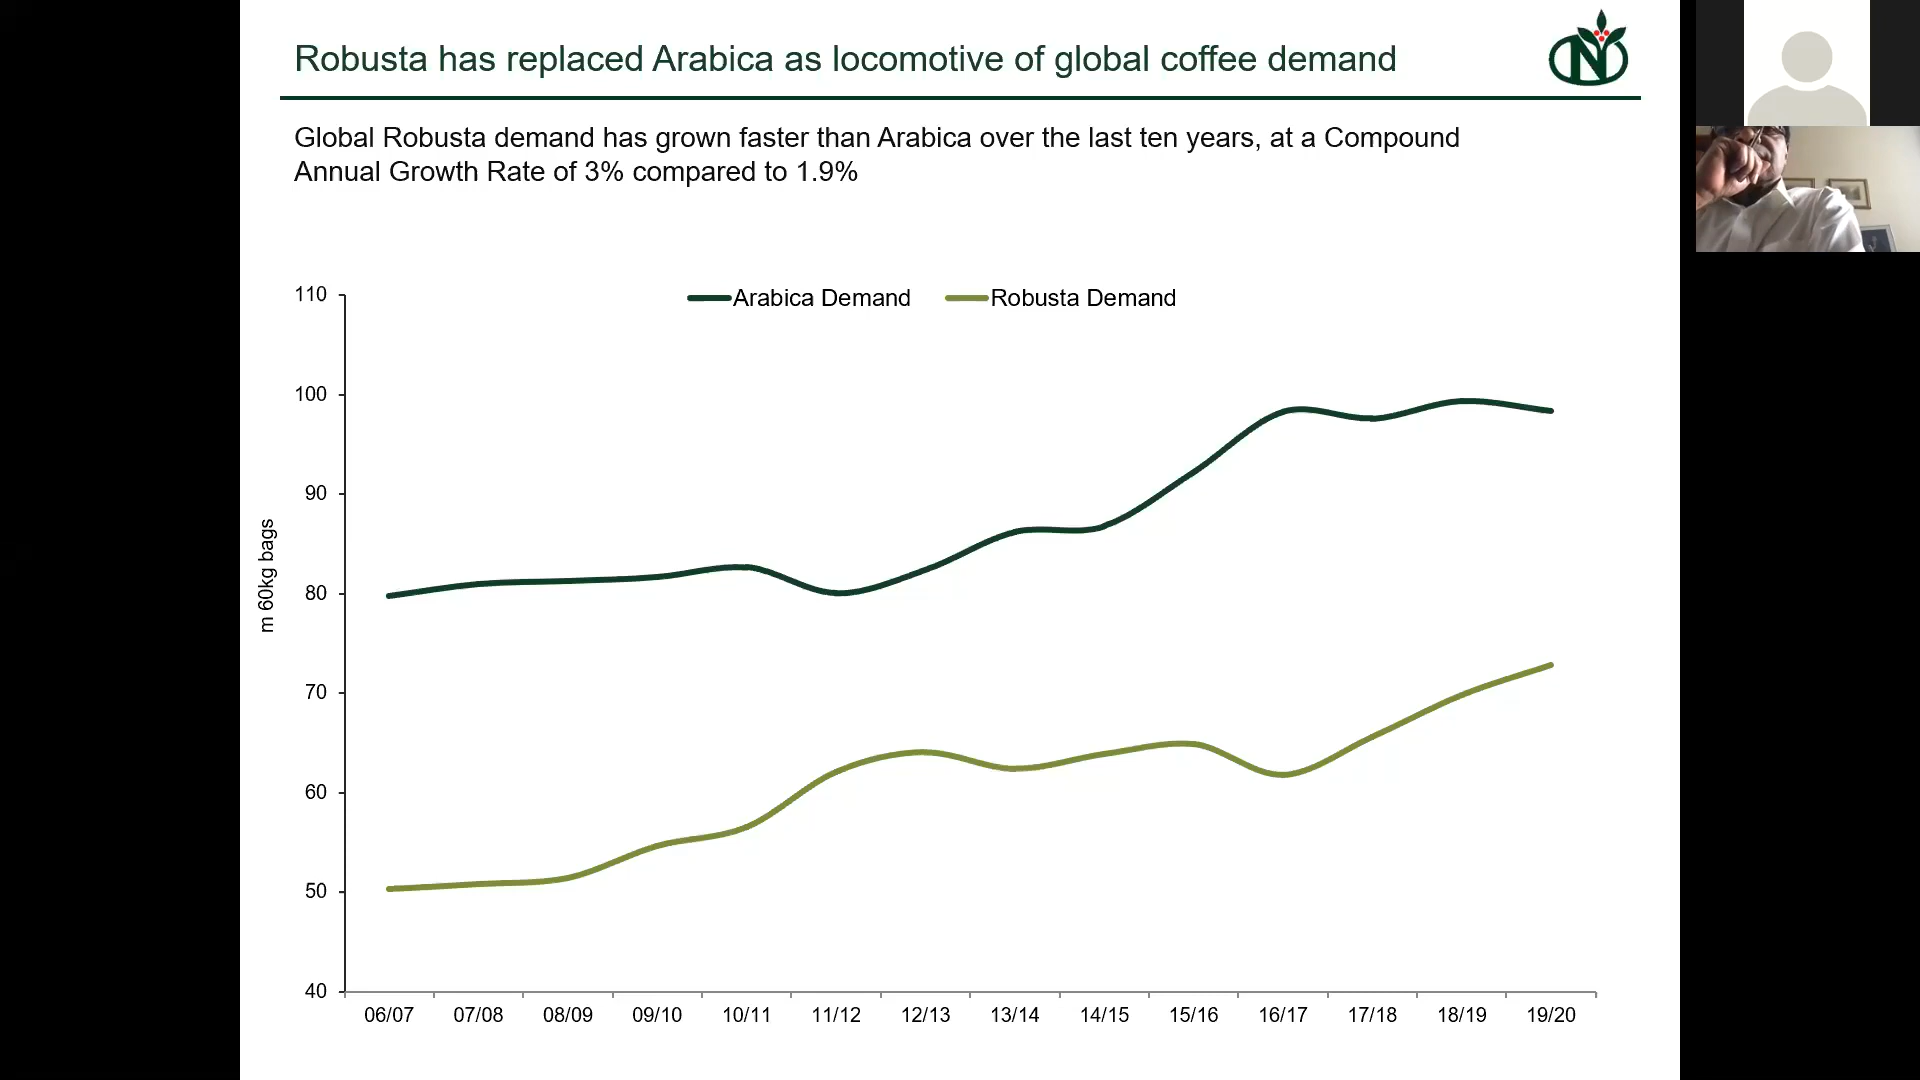 Robusta has replaced Arabica as locomotive of global coffee demand
N
Global Robusta demand has grown faster than Arabica over the last ten years, at a Compound
Annual Growth Rate of 3% compared to 1.9%
Arabica Demand Robusta Demand
110
100
90
80
70
60
50
40
m 60kg bags
06/07 07/08 08/09 09/10 10/11 11/12 12/13 13/14 14/15 15/16 16/17 17/18 18/19 19/20